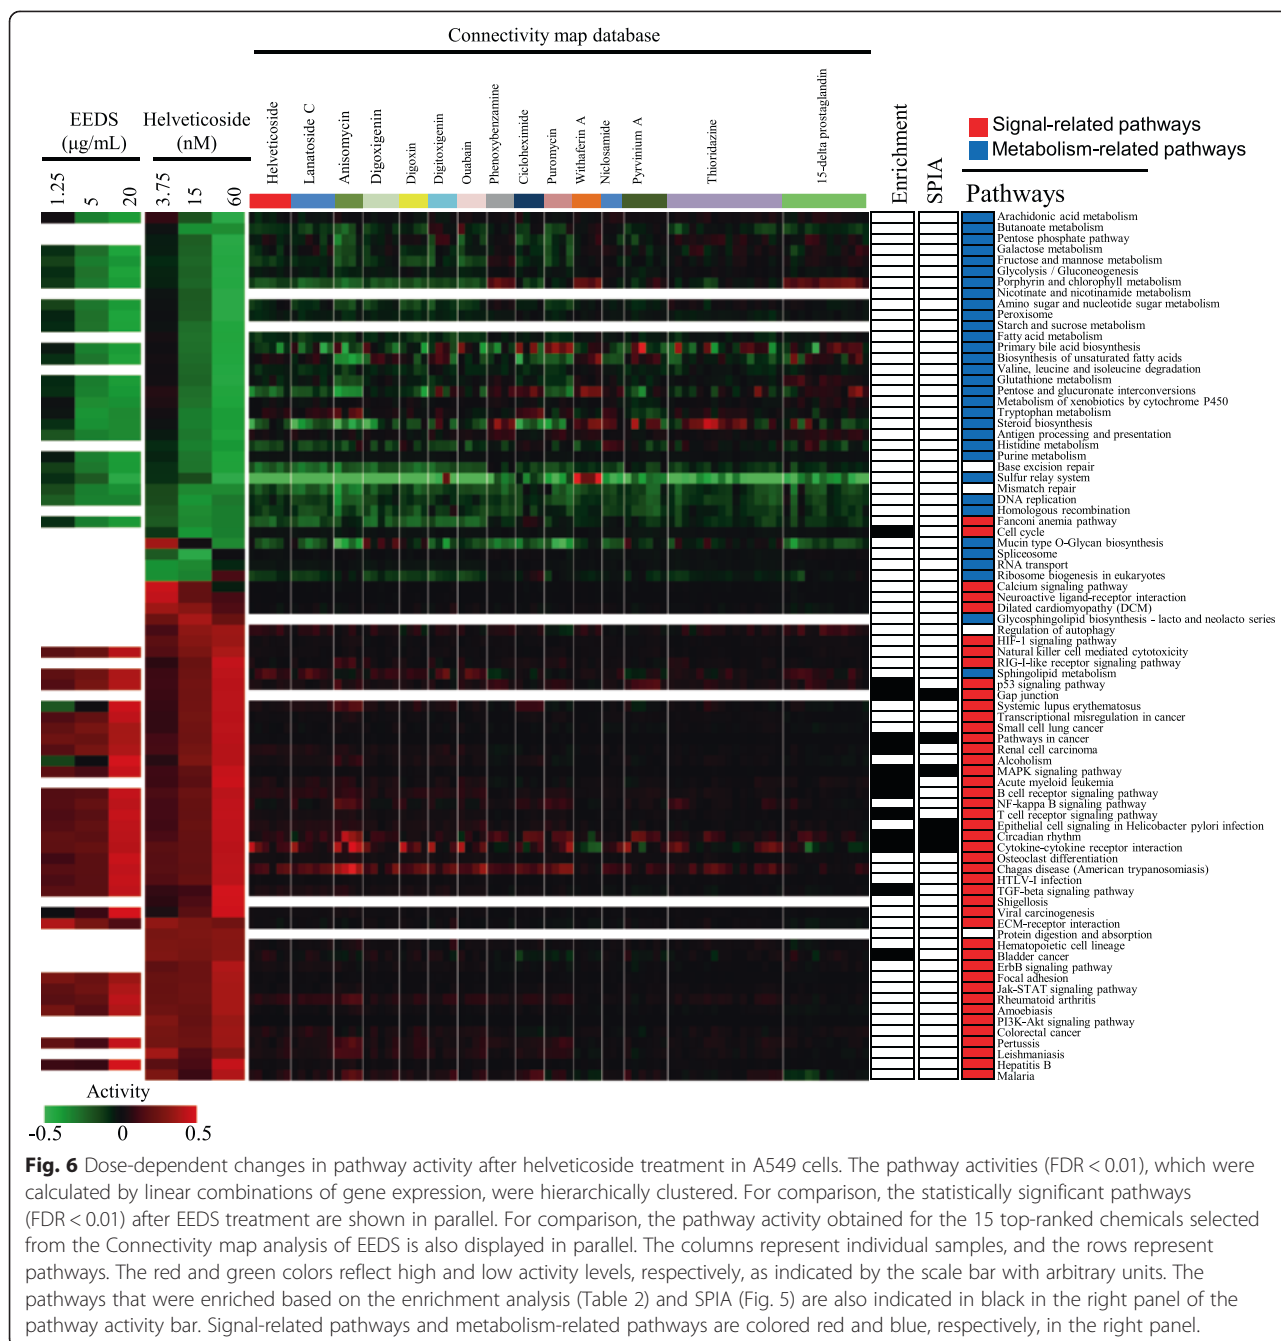 Connectivity map database
EEDS
(μg/mL)
Helveticoside
(nM)
1.25
5
20
3.75
15
60
Helveticoside
Lanatoside C
Anisomycin
Digoxigenin
Digoxin
Digitoxigenin
Ouabain
Phenoxybenzamine
Cicloheximide
Puromycin
Withaferin A
Niclosamide
Pyrvinium A
Thioridazine
15-delta prostaglandin
Enrichment
SPIA
Signal-related pathways
Metabolism-related pathways
Pathways
Arachidonic acid metabolism
Butanoate metabolism
Pentose phosphate pathway
Galactose metabolism
Fructose and mannose metabolism
Glycolysis / Gluconeogenesis
Porphyrin and chlorophyll metabolism
Nicotinate and nicotinamide metabolism
Amino sugar and nucleotide sugar metabolism
Peroxisome
Starch and sucrose metabolism
Fatty acid metabolism
Primary bile acid biosynthesis
Biosynthesis of unsaturated fatty acids
Valine, leucine and isoleucine degradation
Glutathione metabolism
Pentose and glucuronate interconversions
Metabolism of xenobiotics by cytochrome P450
Tryptophan metabolism
Steroid biosynthesis
Antigen processing and presentation
Histidine metabolism
Purine metabolism
Base excision repair
Sulfur relay system
Mismatch repair
DNA replication
Homologous recombination
Fanconi anemia pathway
Cell cycle
Mucin type O-Glycan biosynthesis
Spliceosome
RNA transport
Ribosome biogenesis in eukaryotes
Calcium signaling pathway
Neuroactive ligand-receptor interaction
Dilated cardiomyopathy (DCM)
Glycosphingolipid biosynthesis - lacto and neolacto series
Regulation of autophagy
HIF-1 signaling pathway
Natural killer cell mediated cytotoxicity
RIG-I-like receptor signaling pathway
Sphingolipid metabolism
p53 signaling pathway
Gap junction
Systemic lupus erythematosus
Transcriptional misregulation in cancer
Small cell lung cancer
Pathways in cancer
Renal cell carcinoma
Alcoholism
MAPK signaling pathway
Acute myeloid leukemia
B cell receptor signaling pathway
NF-kappa B signaling pathway
T cell receptor signaling pathway
Epithelial cell signaling in Helicobacter pylori infection
Circadian rhythm
Cytokine-cytokine receptor interaction
Osteoclast differentiation
Chagas disease (American trypanosomiasis)
HTLV-I infection
TGF-beta signaling pathway
Shigellosis
Viral carcinogenesis
ECM-receptor interaction
Protein digestion and absorption
Hematopoietic cell lineage
Bladder cancer
ErbB signaling pathway
Focal adhesion
Jak-STAT signaling pathway
Rheumatoid arthritis
Amoebiasis
PI3K-Akt signaling pathway
Colorectal cancer
Pertussis
Leishmaniasis
Hepatitis B
Malaria
Activity
-0.5 0 0.5
Fig. 6 Dose-dependent changes in pathway activity after helveticoside treatment in A549 cells. The pathway activities (FDR < 0.01), which were
calculated by linear combinations of gene expression, were hierarchically clustered. For comparison, the statistically significant pathways
(FDR < 0.01) after EEDS treatment are shown in parallel. For comparison, the pathway activity obtained for the 15 top-ranked chemicals selected
from the Connectivity map analysis of EEDS is also displayed in parallel. The columns represent individual samples, and the rows represent
pathways. The red and green colors reflect high and low activity levels, respectively, as indicated by the scale bar with arbitrary units. The
pathways that were enriched based on the enrichment analysis (Table 2) and SPIA (Fig. 5) are also indicated in black in the right panel of the
pathway activity bar. Signal-related pathways and metabolism-related pathways are colored red and blue, respectively, in the right panel.